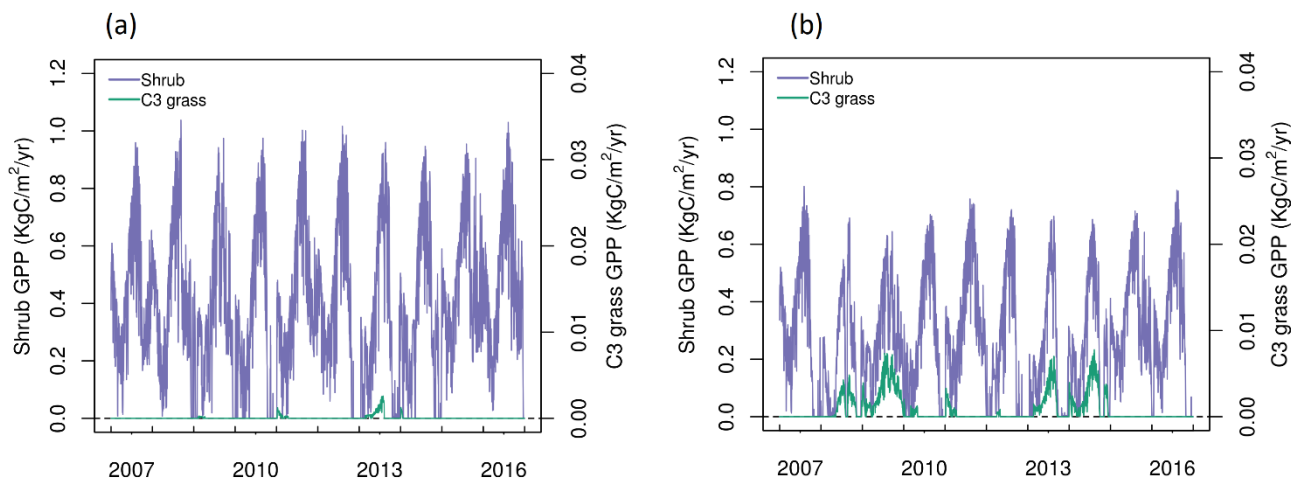 (a)
Shrub
C3 grass
Shrub GPP (KgC/m²/yr)
0.0 0.2 0.4 0.6 0.8 1.0 1.2
C3 grass GPP (KgC/m²/yr)
0.00 0.01 0.02 0.03 0.04
2007 2010 2013 2016
(b)
Shrub
C3 grass
Shrub GPP (KgC/m²/yr)
0.0 0.2 0.4 0.6 0.8 1.0 1.2
C3 grass GPP (KgC/m²/yr)
0.00 0.01 0.02 0.03 0.04
2007 2010 2013 2016